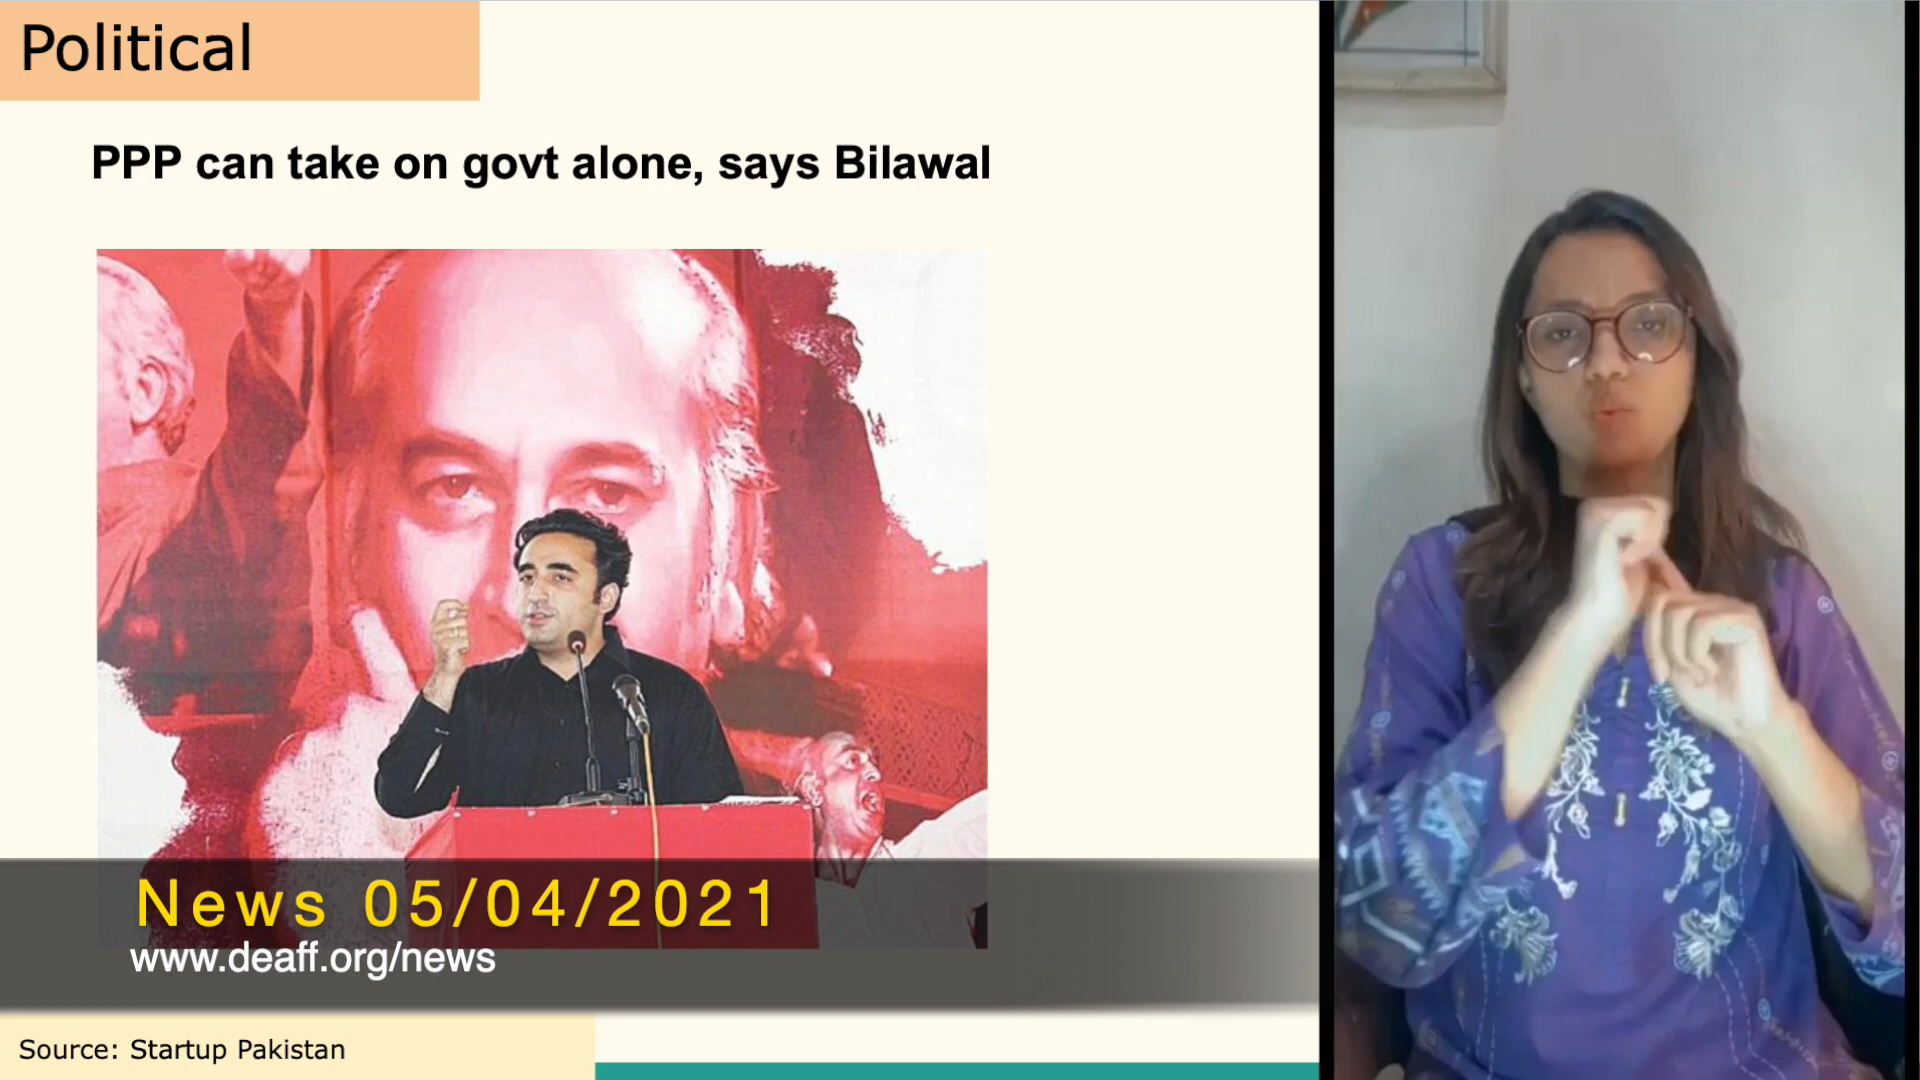 Political
PPP can take on govt alone, says Bilawal
News 05/04/2021
www.deaff.org/news
Source: Startup Pakistan